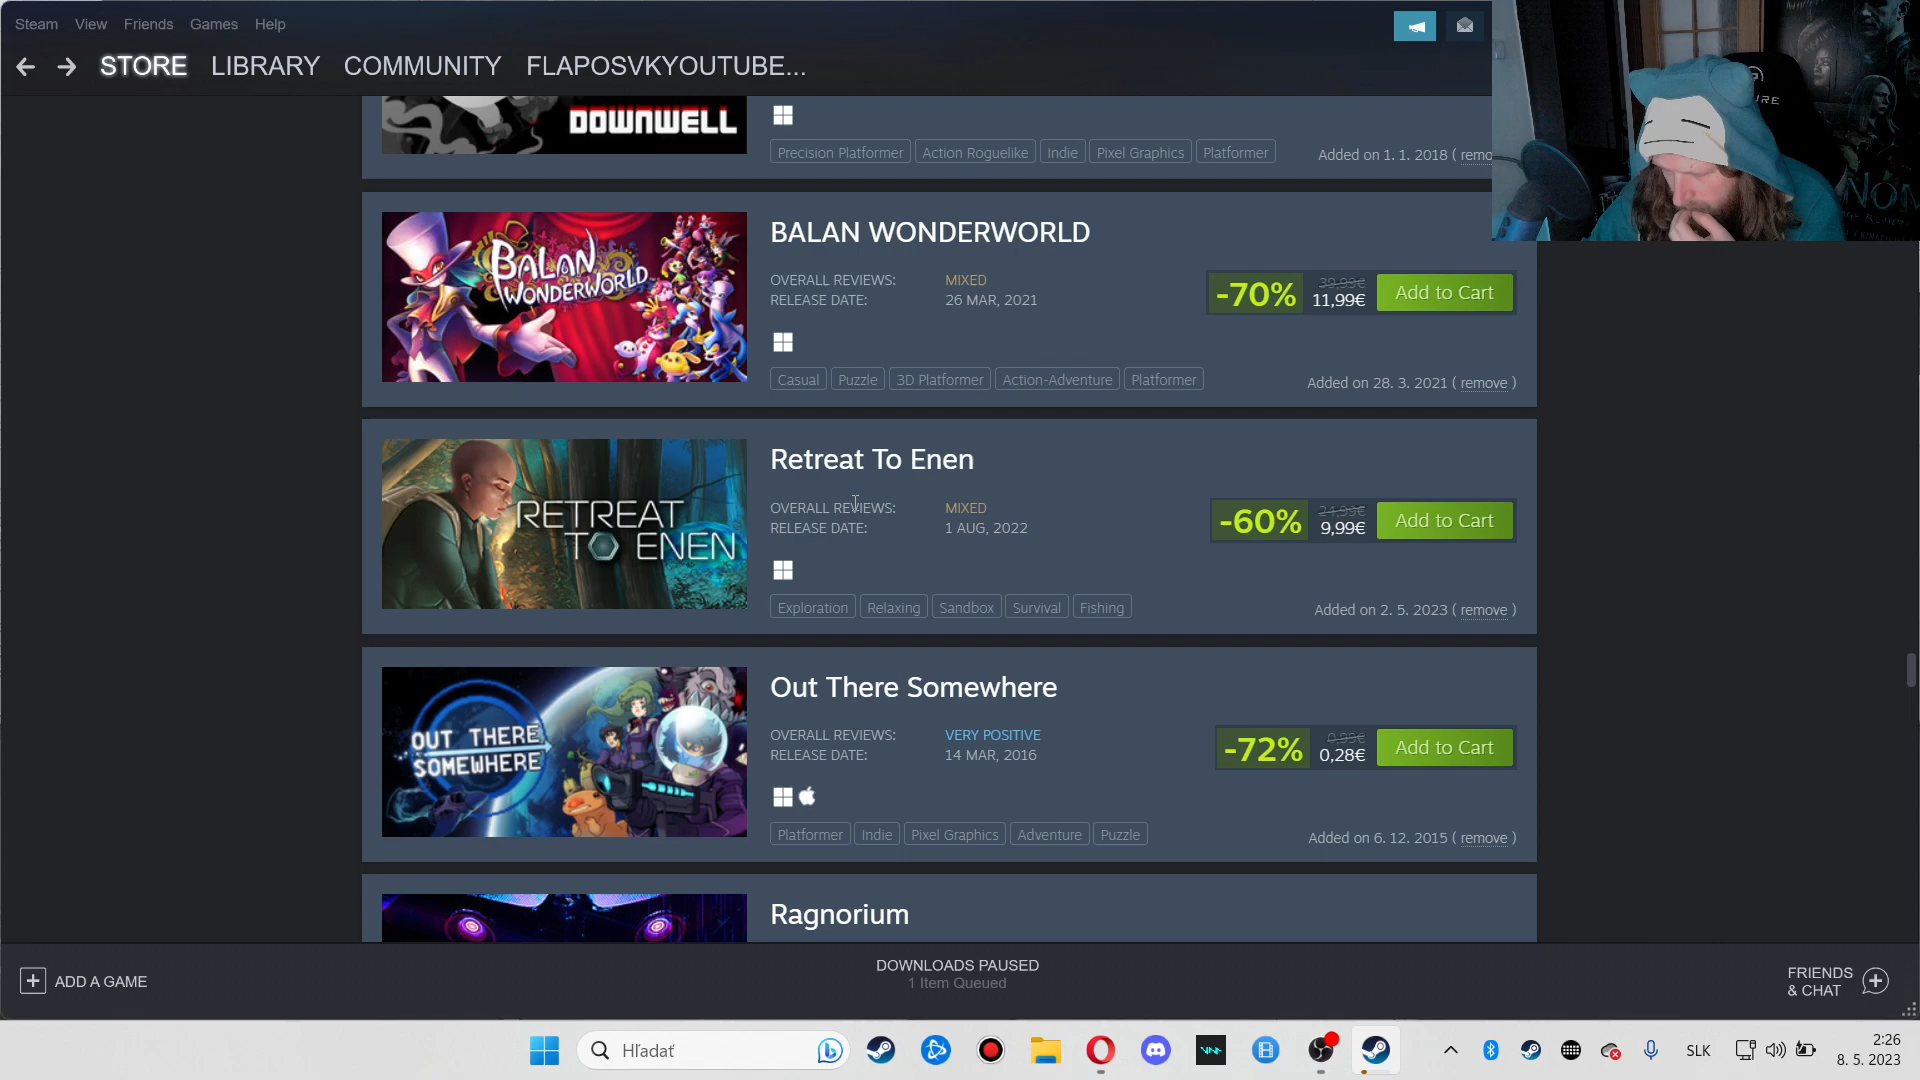 Steam View Friends Games Help
STORE LIBRARY COMMUNITY FLAPOSVKYOUTUBE...
DOWNWELL
Precision Platformer Action Roguelike Indie Pixel Graphics Platformer
Added on 1. 1. 2018 ( remo
BALAN WONDERWORLD
BALAN WONDERWORLD
OVERALL REVIEWS: MIXED
RELEASE DATE: 26 MAR, 2021
-70% 39,99€ 11,99€ Add to Cart
Casual Puzzle 3D Platformer Action-Adventure Platformer
Added on 28. 3. 2021 ( remove )
RETREAT TO ENEN
Retreat To Enen
OVERALL REVIEWS: MIXED
RELEASE DATE: 1 AUG, 2022
-60% 24,99€ 9,99€ Add to Cart
Exploration Relaxing Sandbox Survival Fishing
Added on 2. 5. 2023 ( remove )
OUT THERE SOMEWHERE
Out There Somewhere
OVERALL REVIEWS: VERY POSITIVE
RELEASE DATE: 14 MAR, 2016
-72% 0,99€ 0,28€ Add to Cart
Platformer Indie Pixel Graphics Adventure Puzzle
Added on 6. 12. 2015 ( remove )
Ragnorium
ADD A GAME
DOWNLOADS PAUSED
1 Item Queued
FRIENDS
& CHAT
Hľadať
SLK
2:26
8. 5. 2023